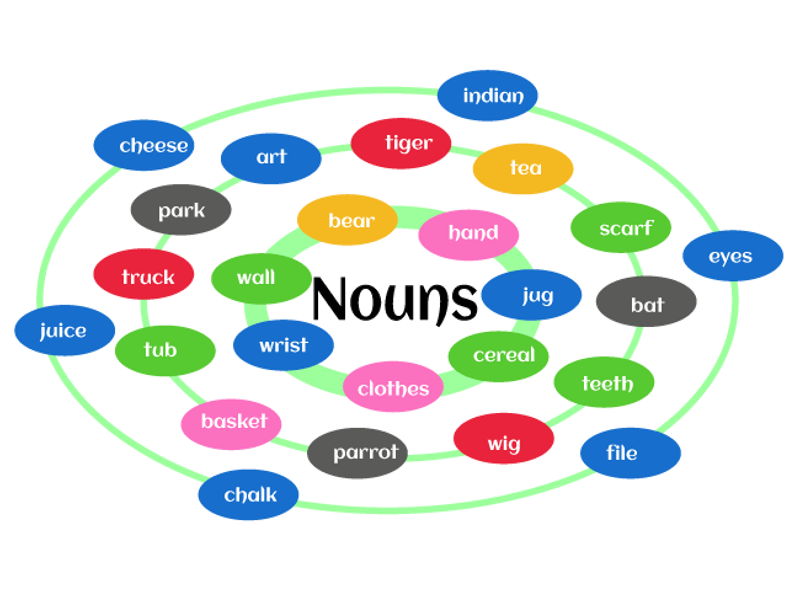 indian
cheese
art
tiger
tea
park
bear
hand
scarf
eyes
truck
wall
Nouns
jug
bat
juice
tub
wrist
cereal
clothes
teeth
basket
parrot
wig
file
chalk